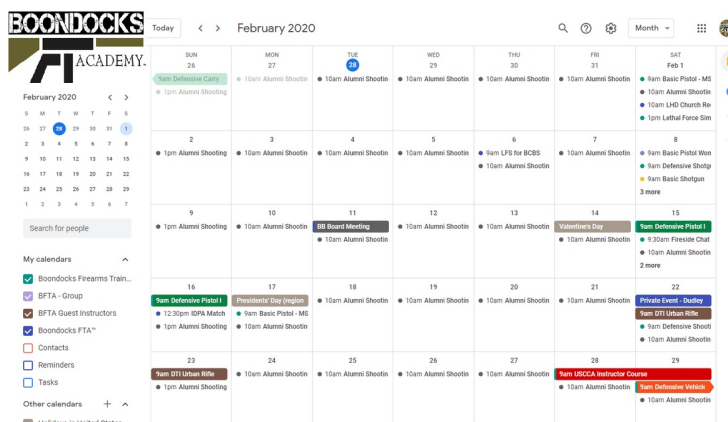 BOONDOCKS
FT ACADEMY.
Today < > February 2020 Month
SUN MON TUE WED THU FRI SAT
26 27 28 29 30 31 Feb 1
9am Defensive Carry
10am Alumni Shootin
10am Alumni Shootin
10am Alumni Shootin
10am Alumni Shootin
10am Alumni Shootin
9am Basic Pistol - MS
1pm Alumni Shooting
10am Alumni Shootin
10am LHD Church Re
1pm Lethal Force Sim
February 2020 < >
S M T W T F S
26 27 28 29 30 31 1
2 3 4 5 6 7 8
9 10 11 12 13 14 15
16 17 18 19 20 21 22
23 24 25 26 27 28 29
1 2 3 4 5 6 7
Search for people
My calendars
Boondocks Firearms Train...
BFTA - Group
BFTA Guest Instructors
Boondocks FTA™
Contacts
Reminders
Tasks
Other calendars +
2 3 4 5 6 7 8
1pm Alumni Shooting
10am Alumni Shootin
10am Alumni Shootin
10am Alumni Shootin
9am LFS for BCBS
10am Alumni Shootin
9am Basic Pistol Won
10am Alumni Shootin
9am Defensive Shotgu
9am Basic Shotgun
3 more
9 10 11 12 13 14 15
1pm Alumni Shooting
10am Alumni Shootin
BB Board Meeting
10am Alumni Shootin
10am Alumni Shootin
Valentine's Day
9am Defensive Pistol I
10am Alumni Shootin
10am Alumni Shootin
9:30am Fireside Chat
10am Alumni Shootin
2 more
16 17 18 19 20 21 22
9am Defensive Pistol I
Presidents' Day (region
10am Alumni Shootin
10am Alumni Shootin
10am Alumni Shootin
10am Alumni Shootin
Private Event - Dudley
12:30pm IDPA Match
9am Basic Pistol - MS
9am DTI Urban Rifle
1pm Alumni Shooting
10am Alumni Shootin
9am Defensive Shooti
10am Alumni Shootin
23 24 25 26 27 28 29
9am DTI Urban Rifle
10am Alumni Shootin
10am Alumni Shootin
10am Alumni Shootin
10am Alumni Shootin
9am USCCA Instructor Course
1pm Alumni Shooting
10am Alumni Shootin
9am Defensive Vehick
10am Alumni Shootin